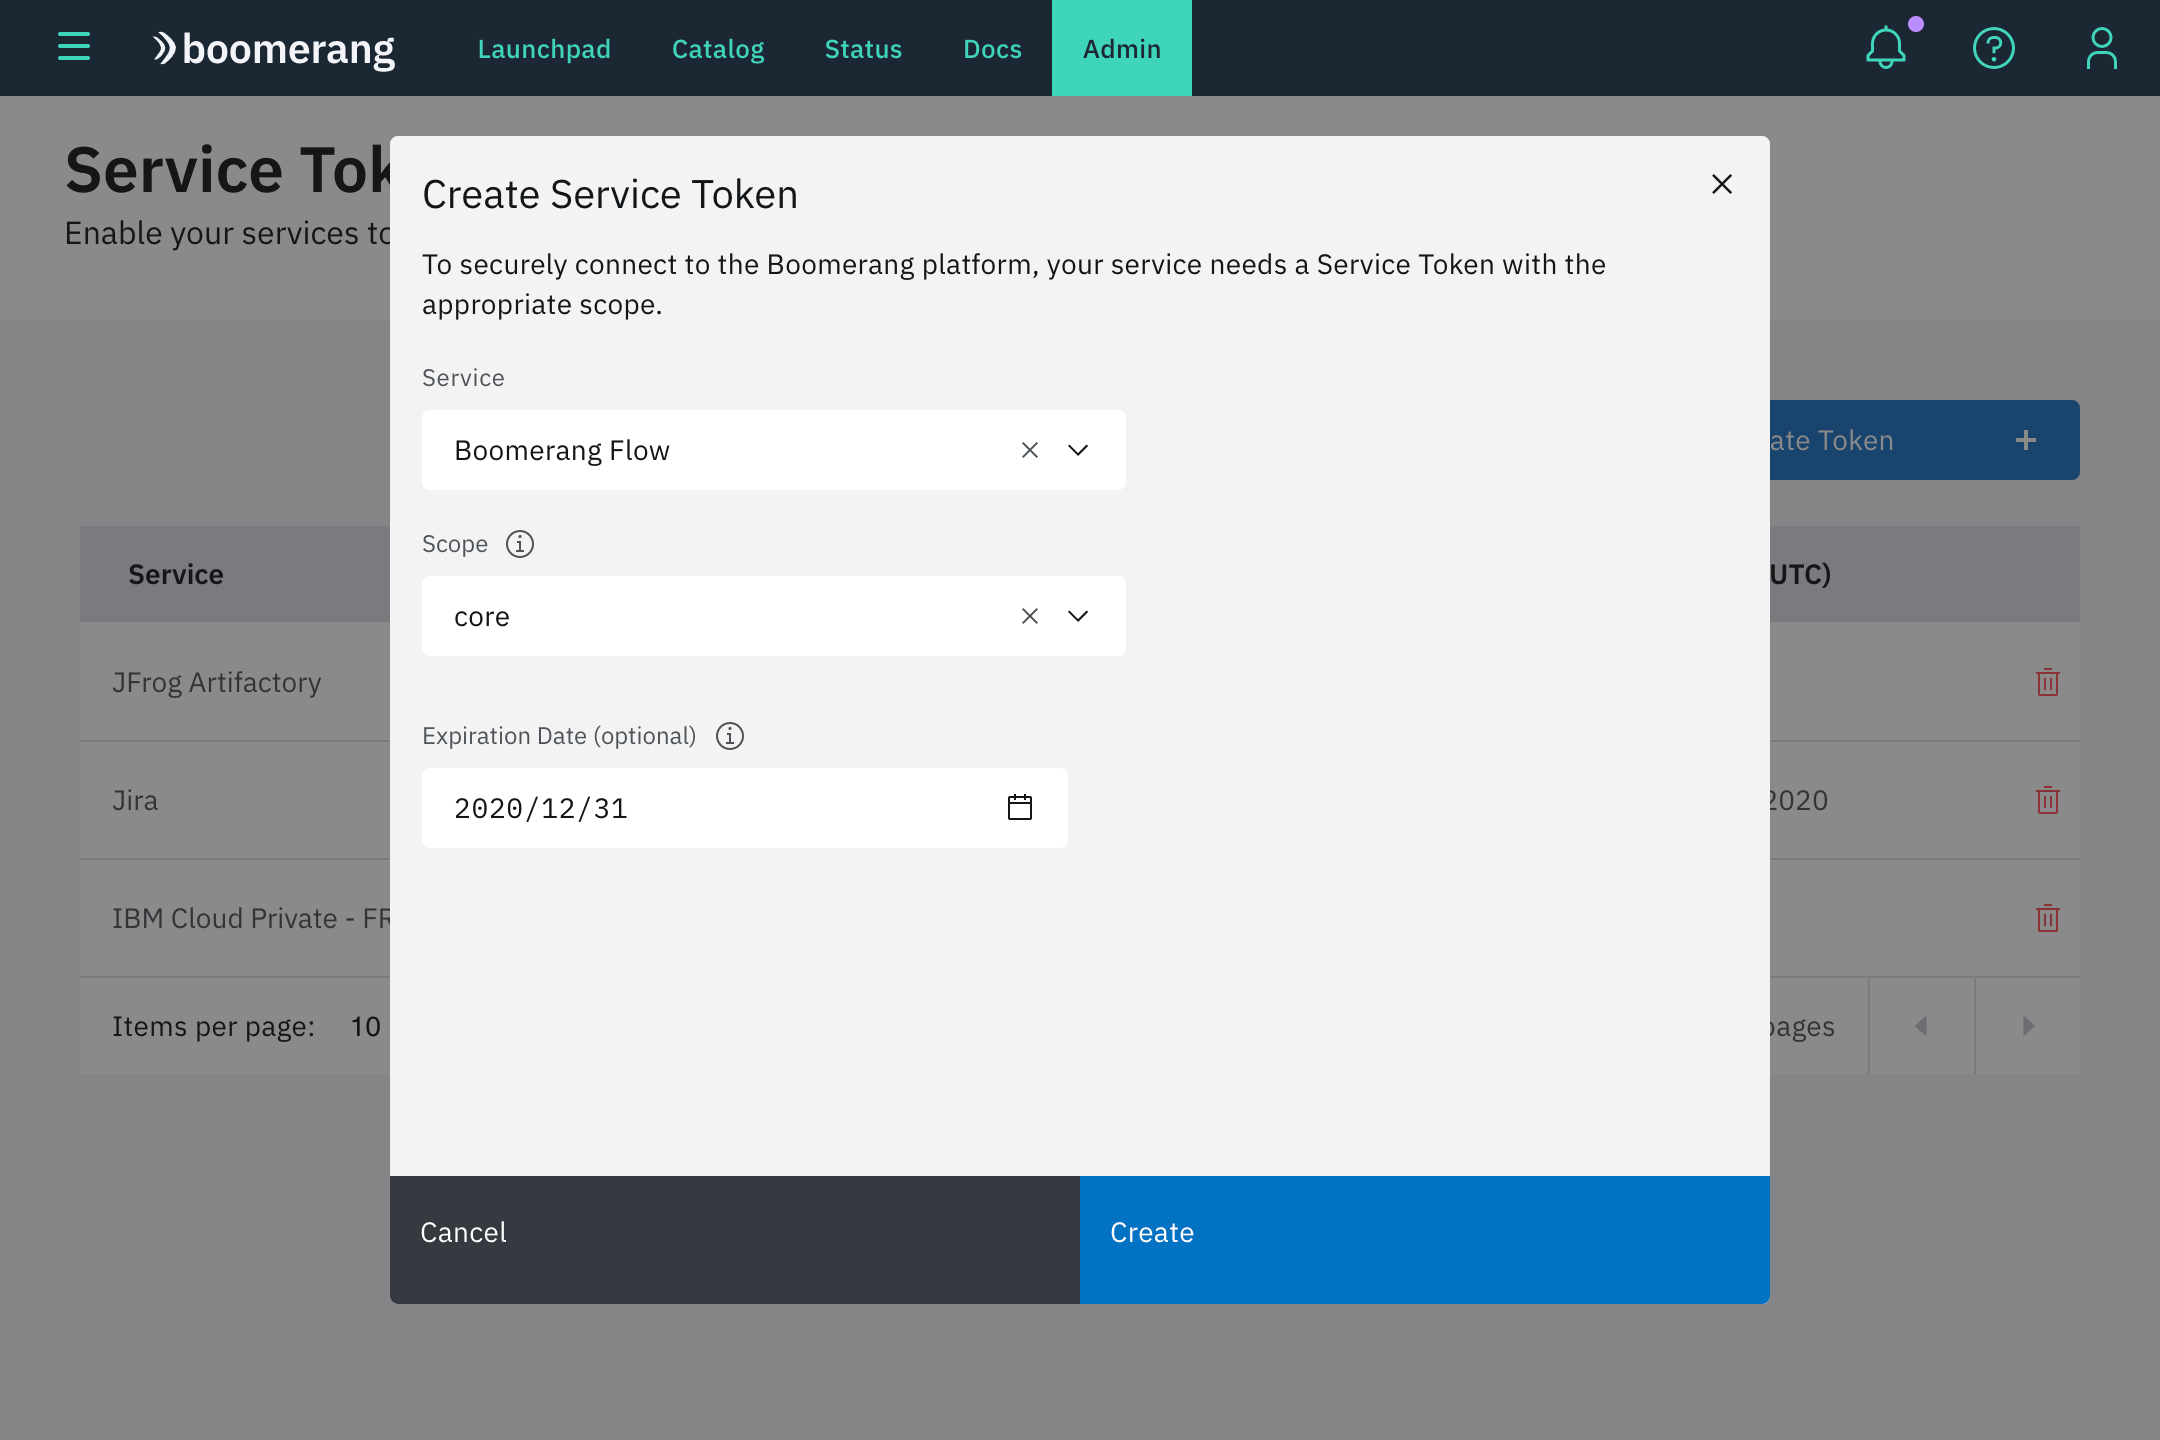 boomerang
Launchpad
Catalog
Status
Docs
Admin
Service Tok
Enable your services to
Create Service Token
To securely connect to the Boomerang platform, your service needs a Service Token with the
appropriate scope.
Service
Boomerang Flow
ate Token
Scope
core
Service
UTC)
JFrog Artifactory
Expiration Date (optional)
2020/12/31
Jira
2020
IBM Cloud Private - FR
Items per page: 10
pages
Cancel
Create